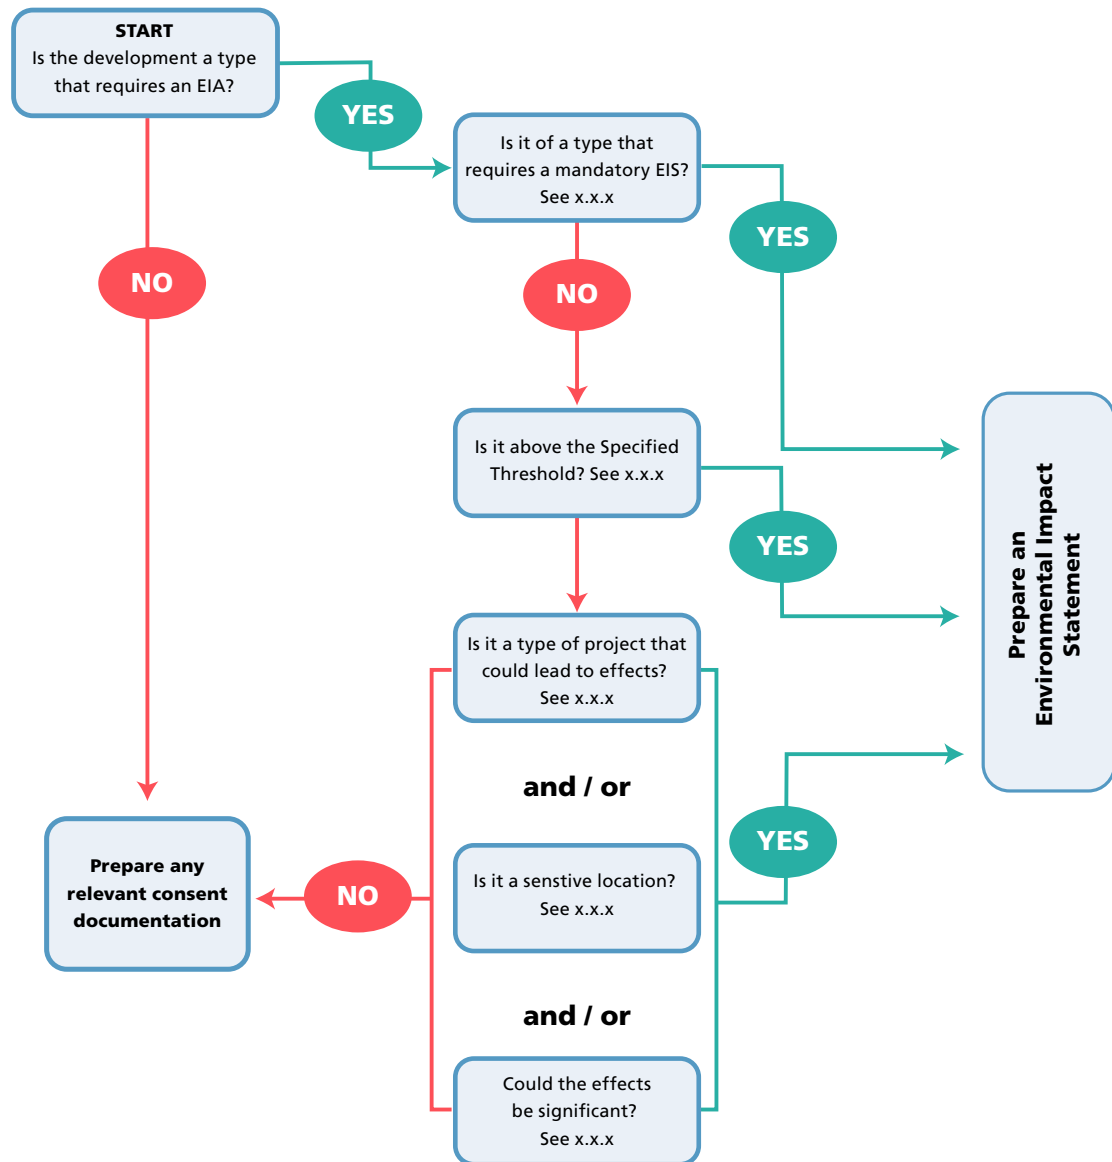 START
Is the development a type
that requires an EIA?
YES
Is it of a type that
requires a mandatory EIS?
See x.x.x
YES
NO
NO
Is it above the Specified
Threshold? See x.x.x
YES
Prepare an
Environmental Impact
Statement
Is it a type of project that
could lead to effects?
See x.x.x
and / or
YES
Prepare any
relevant consent
documentation
NO
Is it a senstive location?
See x.x.x
and / or
Could the effects
be significant?
See x.x.x